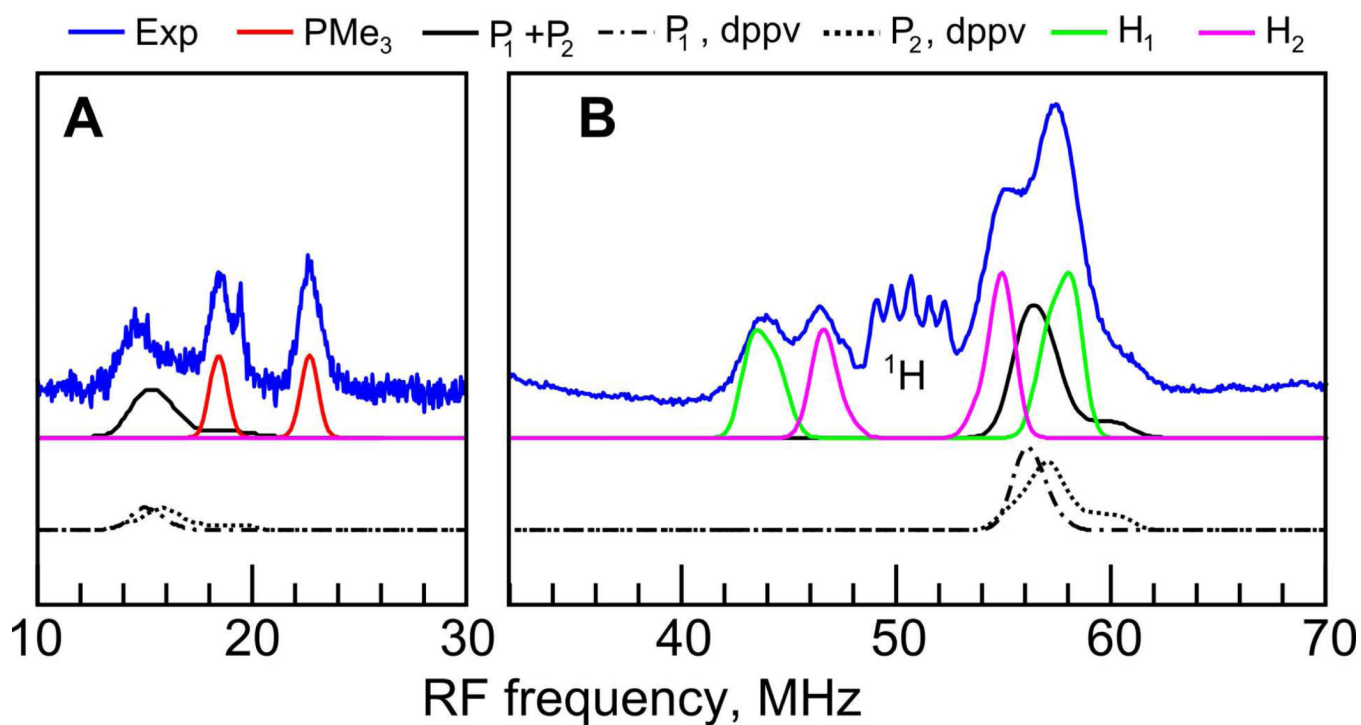 Exp PMe₃ P₁+P₂ P₁, dppv P₂, dppv H₁ H₂
A B
¹H
10 20 30 40 50 60 70
RF frequency, MHz